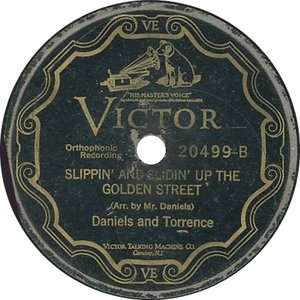 VE
"HIS MASTER'S VOICE"
VICTOR
Orthophonic
Recording
20499-B
SLIPPIN' AND SLIDIN' UP THE
GOLDEN STREET
(Arr. by Mr. Daniels)
Daniels and Torrence
VICTOR TALKING MACHINE CO.
Camden, N.J.
VE